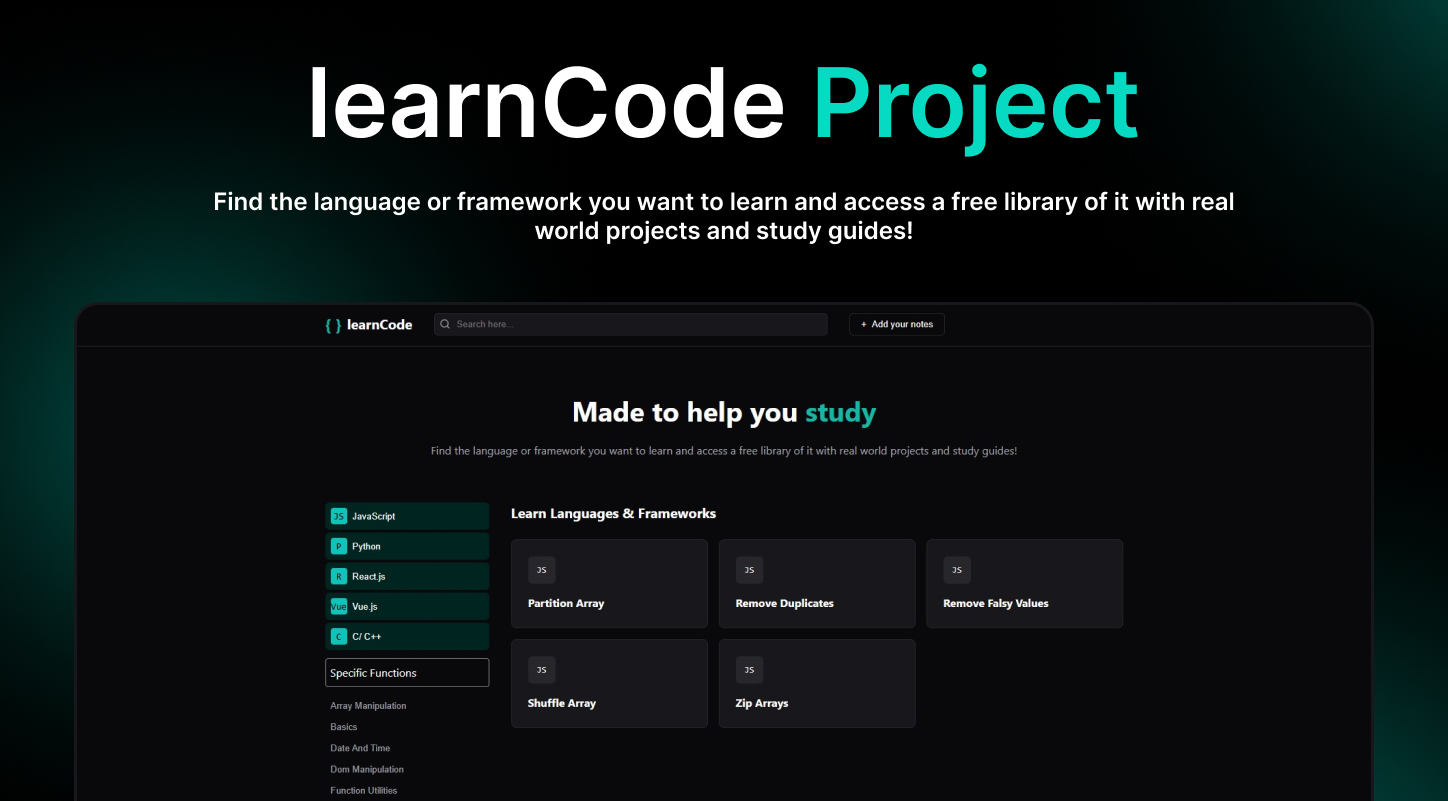 learnCode Project
Find the language or framework you want to learn and access a free library of it with real
world projects and study guides!
{ } learnCode
Search here...
+ Add your notes
Made to help you study
Find the language or framework you want to learn and access a free library of it with real world projects and study guides!
JS JavaScript
P Python
R React.js
Vue Vue.js
C C/ C++
Specific Functions
Array Manipulation
Basics
Date And Time
Dom Manipulation
Function Utilities
Learn Languages & Frameworks
JS
Partition Array
JS
Remove Duplicates
JS
Remove Falsy Values
JS
Shuffle Array
JS
Zip Arrays